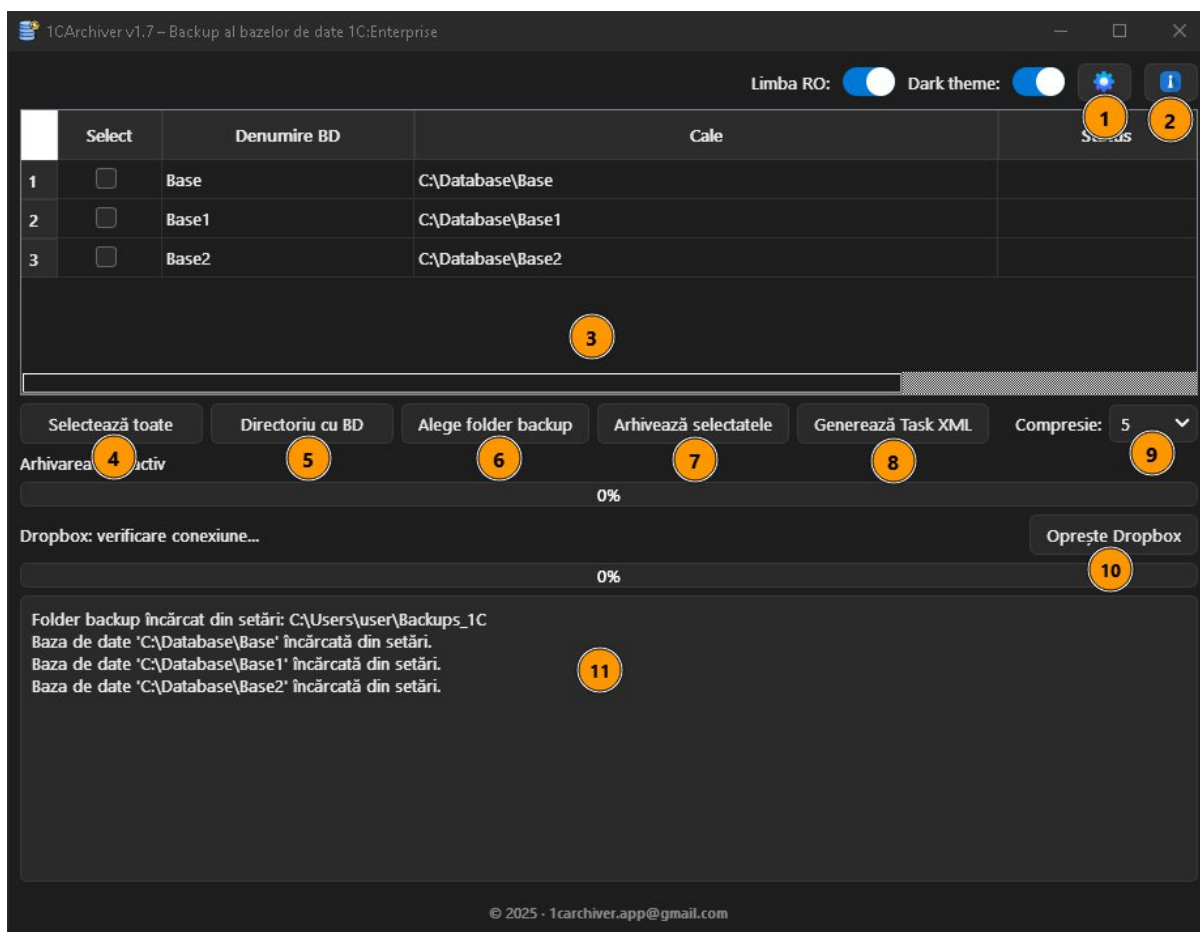 1CArchiver v1.7 – Backup al bazelor de date 1C:Enterprise
Limba RO: Dark theme:
1 2
Select Denumire BD Cale
1 Base C:\Database\Base
2 Base1 C:\Database\Base1
3 Base2 C:\Database\Base2
3
Selectează toate Directoriu cu BD Alege folder backup Arhivează selectatele Generează Task XML Compresie: 5
4 5 6 7 8 9
Arhivarea
0%
Dropbox: verificare conexiune... Oprește Dropbox
10
0%
Folder backup încărcat din setări: C:\Users\user\Backups_1C
Baza de date 'C:\Database\Base' încărcată din setări.
Baza de date 'C:\Database\Base1' încărcată din setări.
Baza de date 'C:\Database\Base2' încărcată din setări.
11
© 2025 · 1carchiver.app@gmail.com